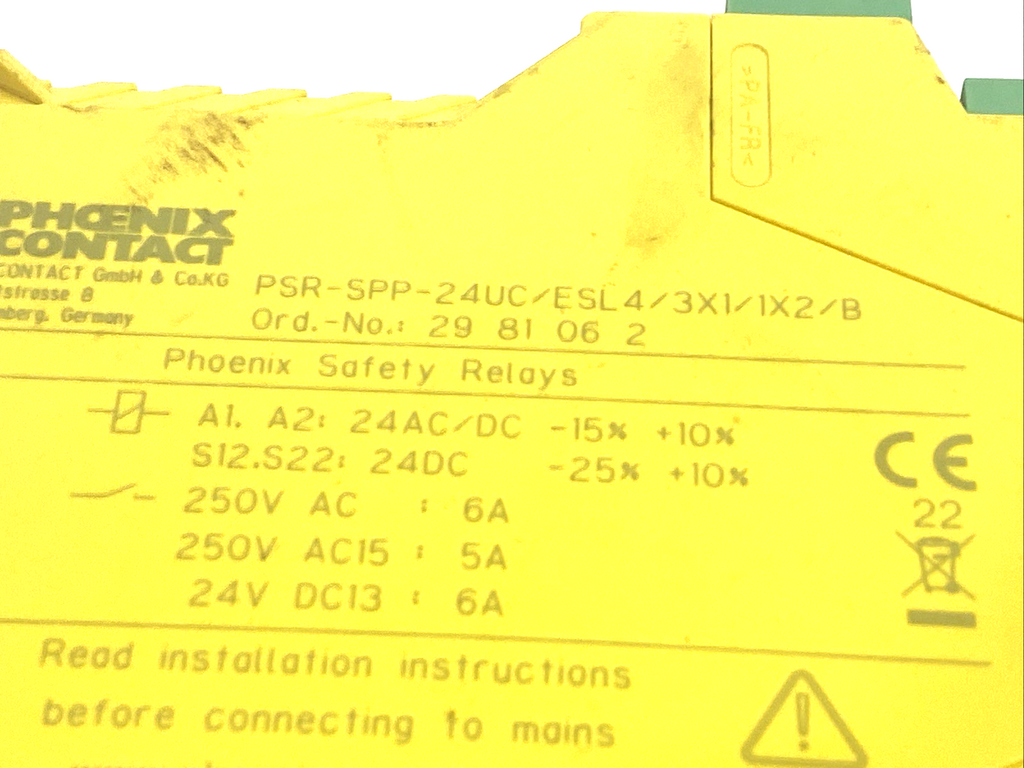 >PA-FR<
PHOENIX
CONTACT
CONTACT GmbH & Co.KG
8
Germany
PSR-SPP-24UC/ESL4/3X1/1X2/B
Ord.-No.: 29 81 06 2
Phoenix Safety Relays
A1. A2: 24AC/DC -15% +10%
S12.S22: 24DC -25% +10%
250V AC : 6A
250V AC15 : 5A
24V DC13 : 6A
CE
22
Read installation instructions
before connecting to mains